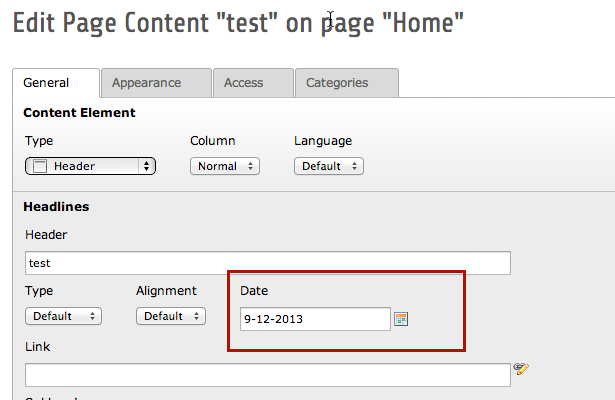 Edit Page Content "test" on page "Home"
General Appearance Access Categories
Content Element
Type Column Language
Header Normal Default
Headlines
Header
test
Type Alignment Date
Default Default 9-12-2013
Link